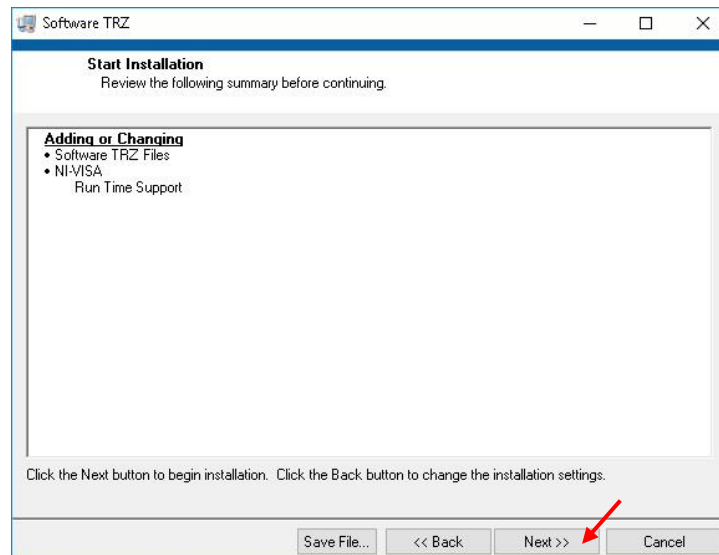 Software TRZ
Start Installation
Review the following summary before continuing.
Adding or Changing
• Software TRZ Files
• NI-VISA
Run Time Support
Click the Next button to begin installation. Click the Back button to change the installation settings.
Save File... << Back Next >> Cancel